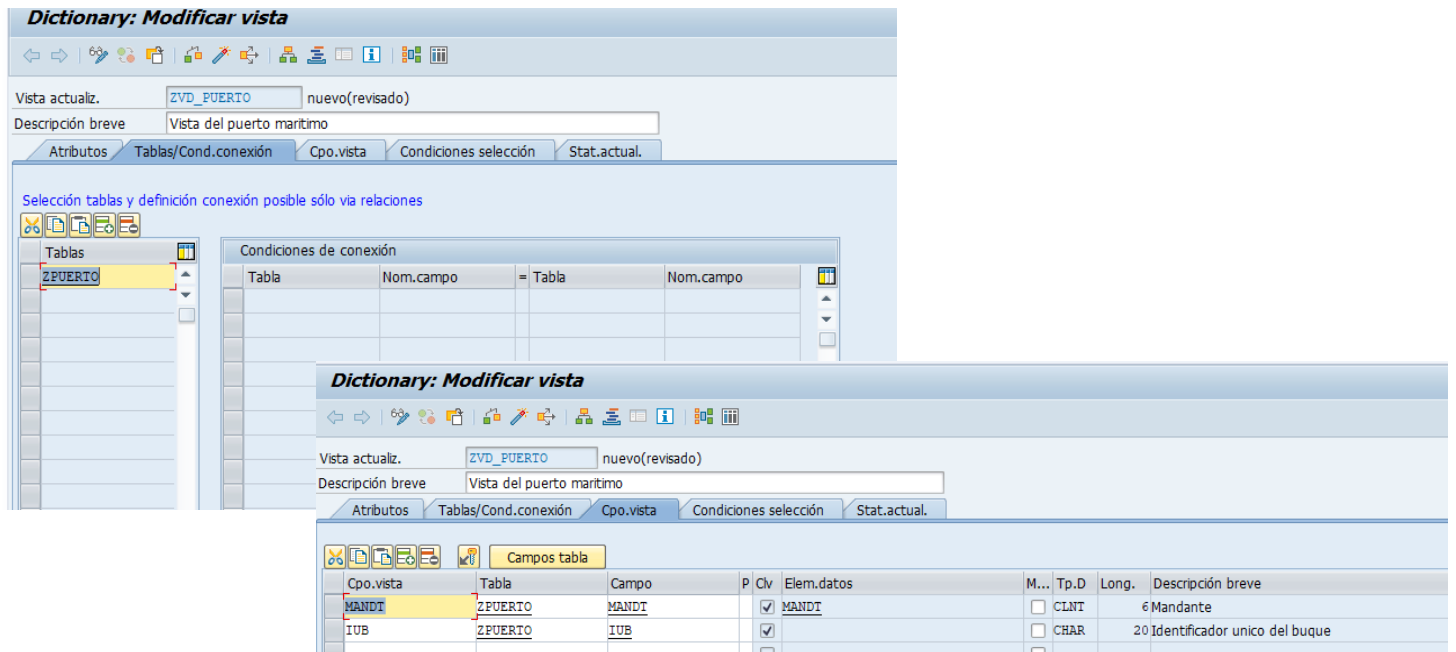 Dictionary: Modificar vista
Vista actualiz. ZVD_PUERTO nuevo(revisado)
Descripción breve Vista del puerto maritimo
Atributos Tablas/Cond.conexión Cpo.vista Condiciones selección Stat.actual.
Selección tablas y definición conexión posible sólo via relaciones
Tablas
ZPUERTO
Condiciones de conexión
Tabla Nom.campo = Tabla Nom.campo
Dictionary: Modificar vista
Vista actualiz. ZVD_PUERTO nuevo(revisado)
Descripción breve Vista del puerto maritimo
Atributos Tablas/Cond.conexión Cpo.vista Condiciones selección Stat.actual.
Campos tabla
Cpo.vista Tabla Campo P Clv Elem.datos M... Tp.D Long. Descripción breve
MANDT ZPUERTO MANDT MANDT CLNT 6 Mandante
IUB ZPUERTO IUB CHAR 20 Identificador unico del buque